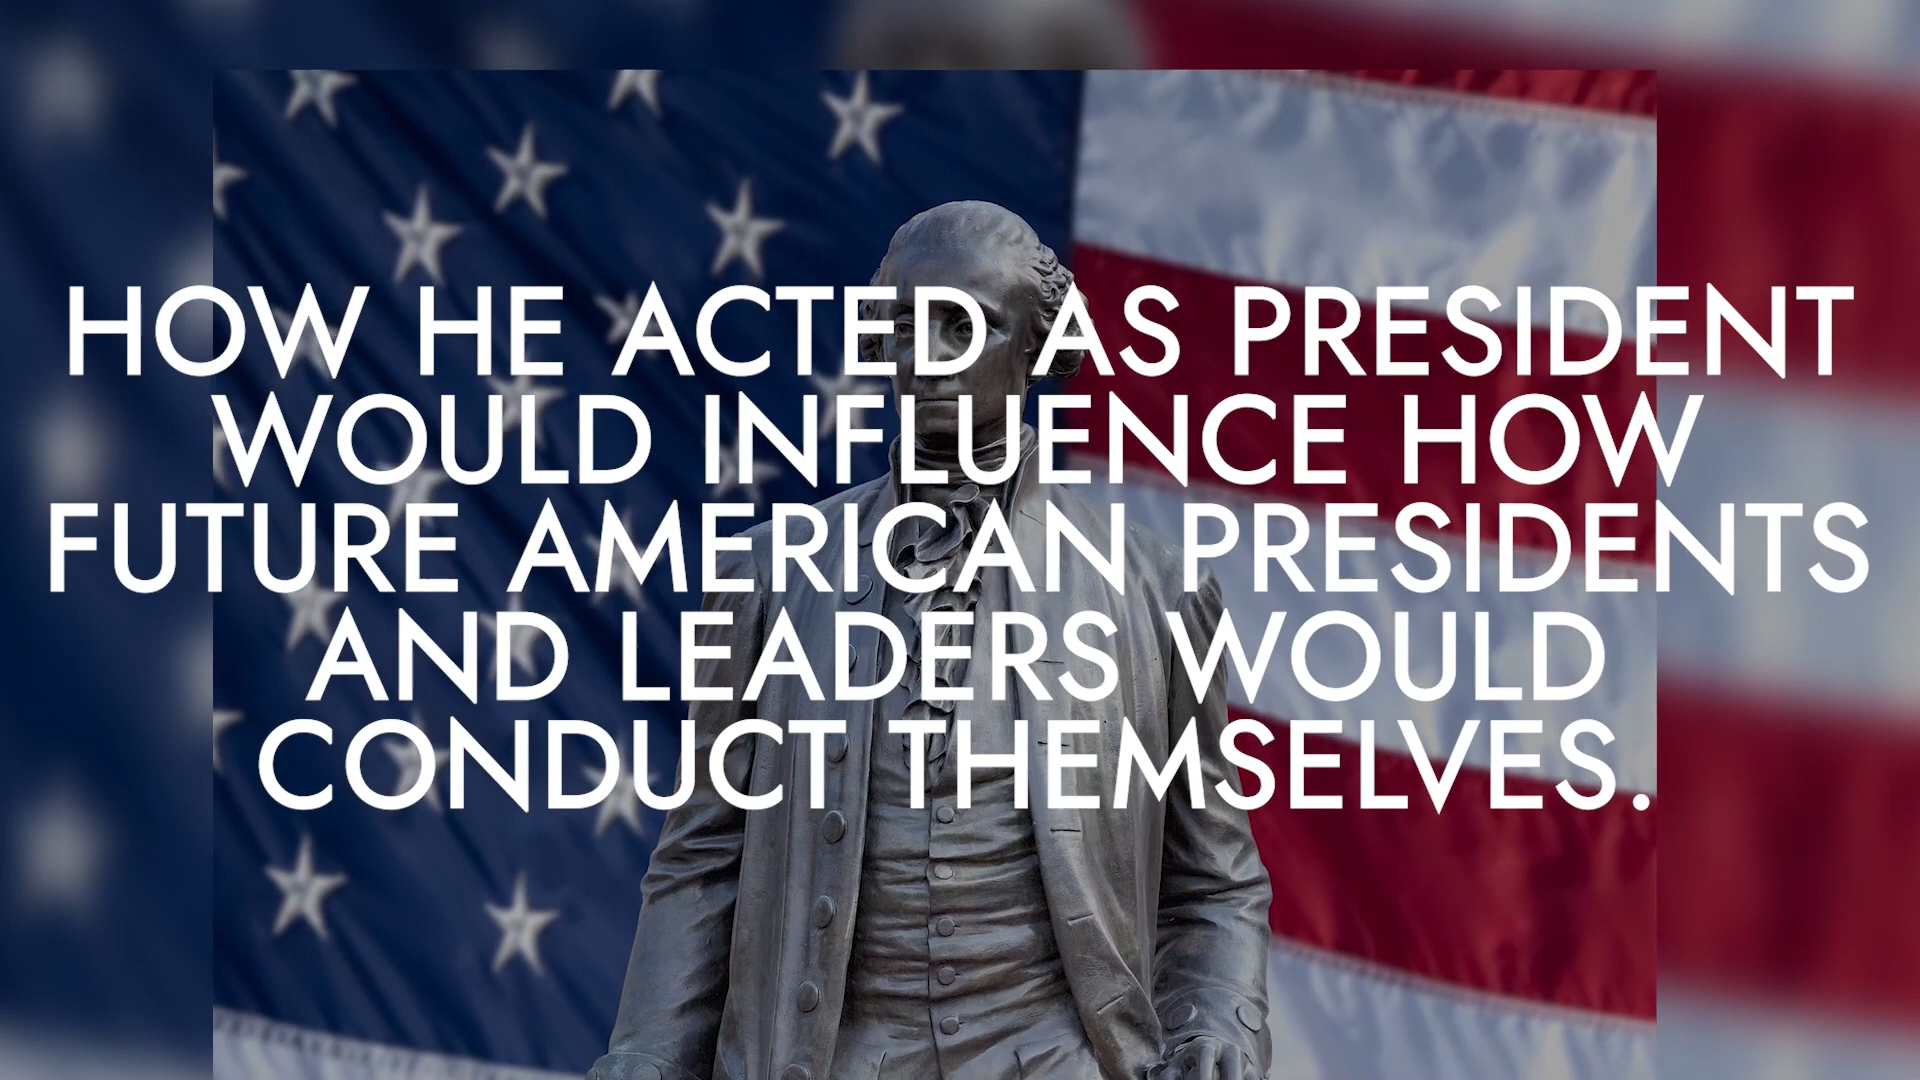 HOW HE ACTED AS PRESIDENT
WOULD INFLUENCE HOW
FUTURE AMERICAN PRESIDENTS
AND LEADERS WOULD
CONDUCT THEMSELVES.